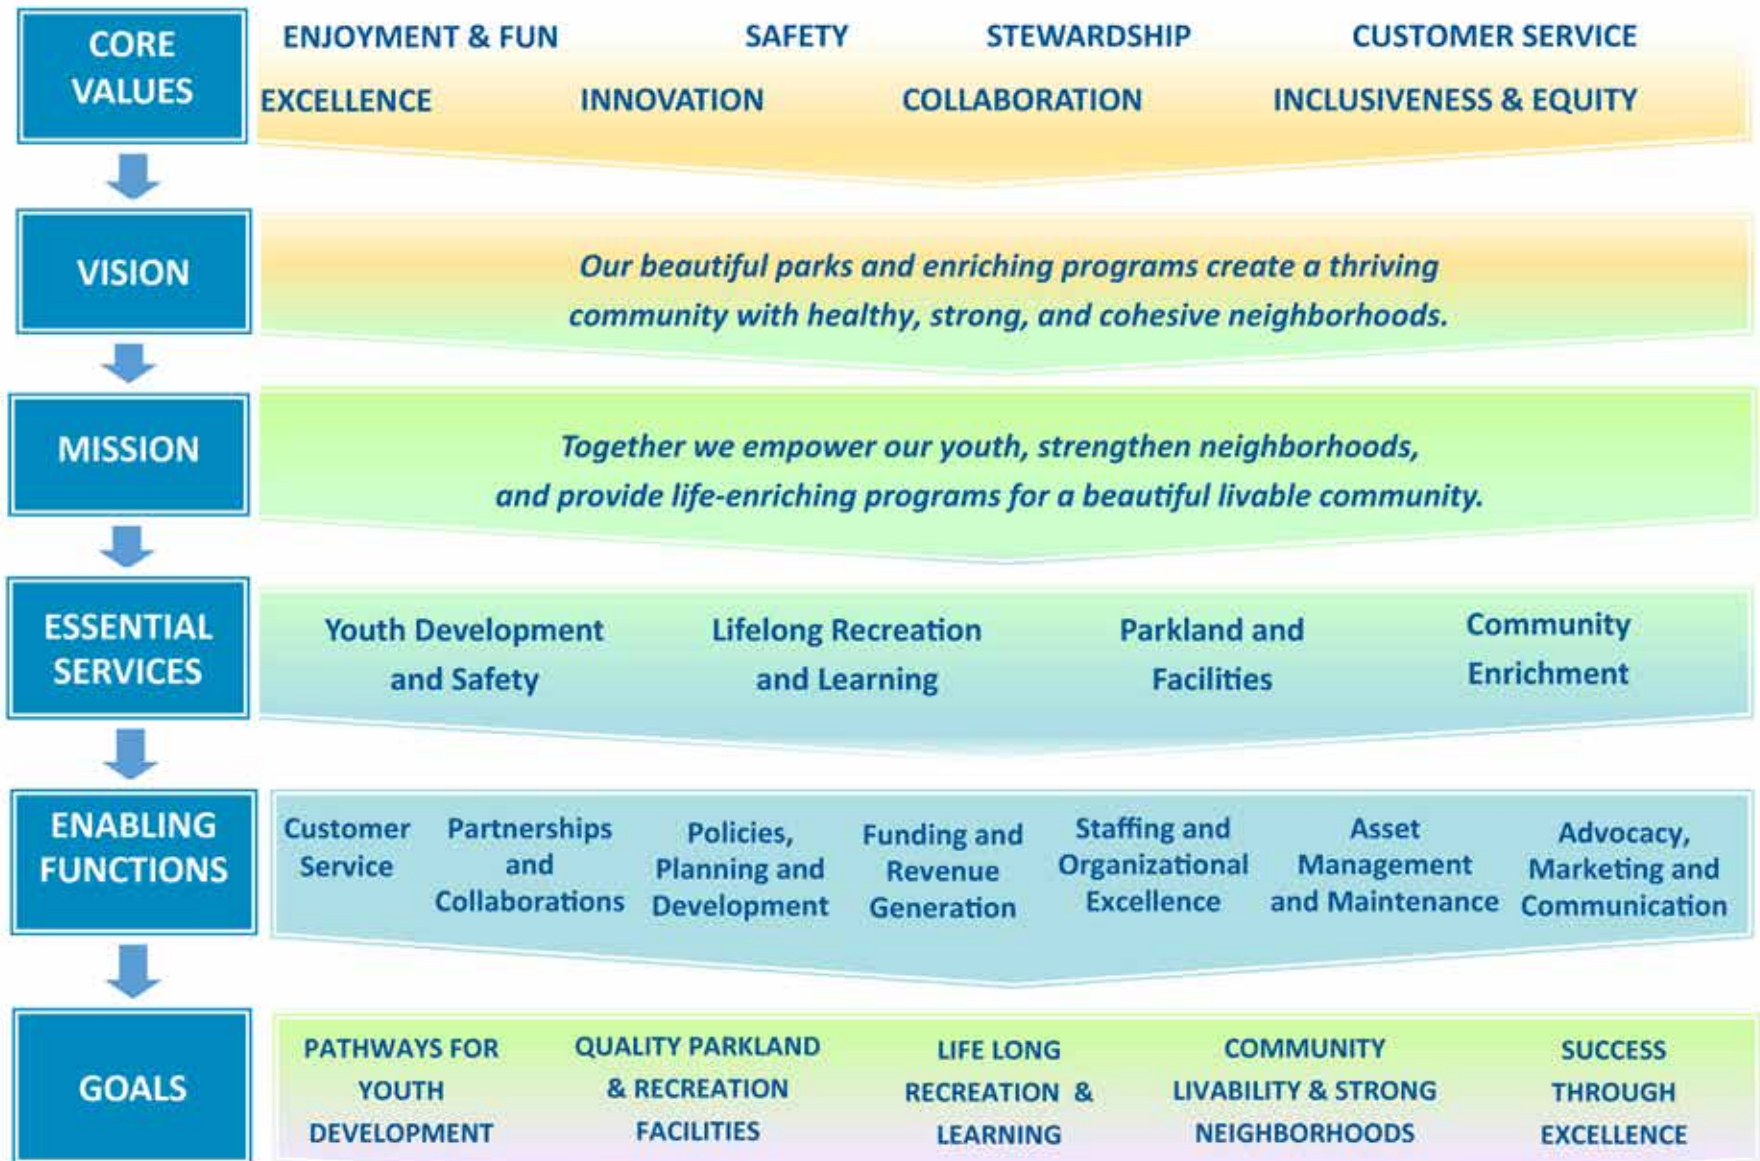 CORE
VALUES
ENJOYMENT & FUN SAFETY STEWARDSHIP CUSTOMER SERVICE
EXCELLENCE INNOVATION COLLABORATION INCLUSIVENESS & EQUITY
VISION
Our beautiful parks and enriching programs create a thriving
community with healthy, strong, and cohesive neighborhoods.
MISSION
Together we empower our youth, strengthen neighborhoods,
and provide life-enriching programs for a beautiful livable community.
ESSENTIAL
SERVICES
Youth Development
and Safety
Lifelong Recreation
and Learning
Parkland and
Facilities
Community
Enrichment
ENABLING
FUNCTIONS
Customer
Service
Partnerships
and
Collaborations
Policies,
Planning and
Development
Funding and
Revenue
Generation
Staffing and
Organizational
Excellence
Asset
Management
and Maintenance
Advocacy,
Marketing and
Communication
GOALS
PATHWAYS FOR
YOUTH
DEVELOPMENT
QUALITY PARKLAND
& RECREATION
FACILITIES
LIFE LONG
RECREATION &
LEARNING
COMMUNITY
LIVABILITY & STRONG
NEIGHBORHOODS
SUCCESS
THROUGH
EXCELLENCE